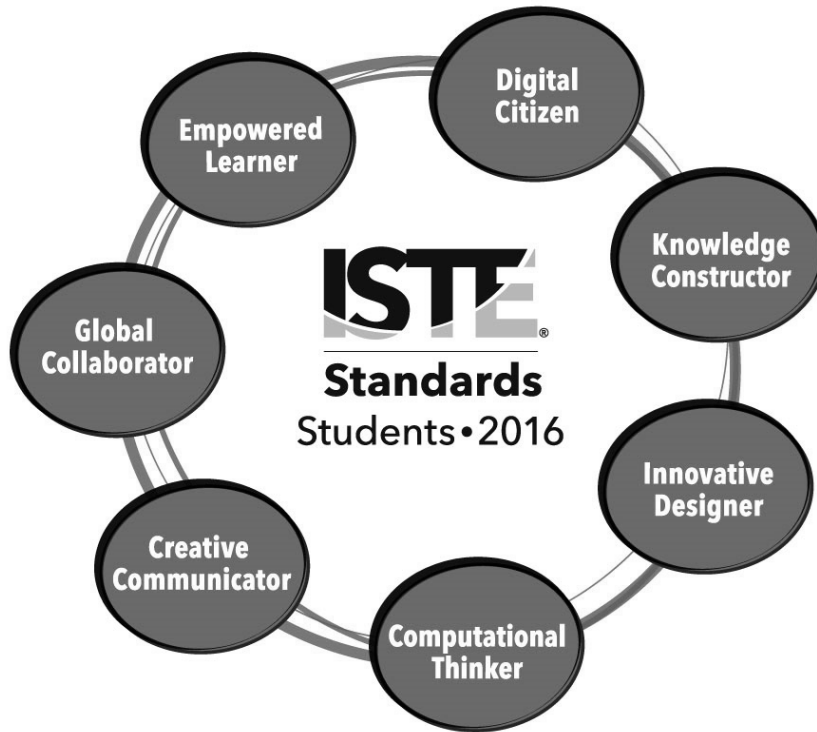 Digital
Citizen
Empowered
Learner
Knowledge
Constructor
ISTE®
Global
Collaborator
Standards
Students•2016
Innovative
Designer
Creative
Communicator
Computational
Thinker